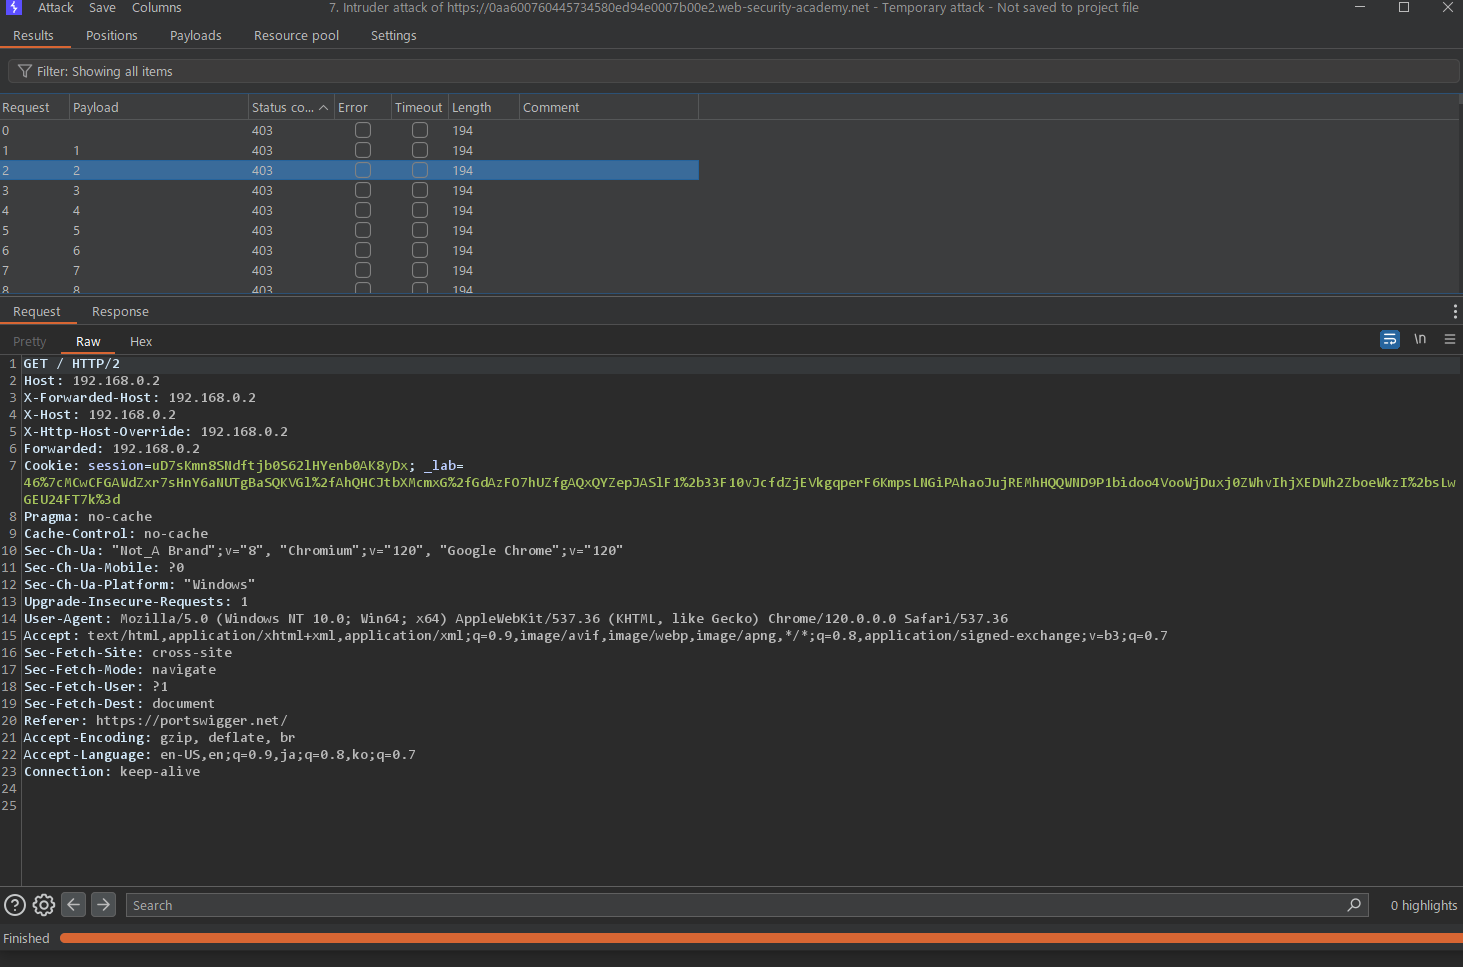 Attack Save Columns 7. Intruder attack of https://0aa600760445734580ed94e0007b00e2.web-security-academy.net - Temporary attack - Not saved to project file
Results Positions Payloads Resource pool Settings
Filter: Showing all items
Request Payload Status co... Error Timeout Length Comment
0 403 194
1 1 403 194
2 2 403 194
3 3 403 194
4 4 403 194
5 5 403 194
6 6 403 194
7 7 403 194
8 8 403 194
Request Response
Pretty Raw Hex \n
1 GET / HTTP/2
2 Host: 192.168.0.2
3 X-Forwarded-Host: 192.168.0.2
4 X-Host: 192.168.0.2
5 X-Http-Host-Override: 192.168.0.2
6 Forwarded: 192.168.0.2
7 Cookie: session=uD7sKmn8SNdftjb0S62lHYenb0AK8yDx; _lab=
46%7cMCwCFGAWdZxr7sHnY6aNUTgBaSQKVGl%2fAhQHCJtbXMcmxG%2fGdAzFO7hUZfgAQxQYZepJASlF1%2b33F10vJcfdZjEVkgqperF6KmpsLNGiPAhaoJujREMhHQQWND9P1bidoo4VooWjDuxj0ZWhvIhjXEDWh2ZboeWkzI%2bsLw
GEU24FT7k%3d
8 Pragma: no-cache
9 Cache-Control: no-cache
10 Sec-Ch-Ua: "Not_A Brand";v="8", "Chromium";v="120", "Google Chrome";v="120"
11 Sec-Ch-Ua-Mobile: ?0
12 Sec-Ch-Ua-Platform: "Windows"
13 Upgrade-Insecure-Requests: 1
14 User-Agent: Mozilla/5.0 (Windows NT 10.0; Win64; x64) AppleWebKit/537.36 (KHTML, like Gecko) Chrome/120.0.0.0 Safari/537.36
15 Accept: text/html,application/xhtml+xml,application/xml;q=0.9,image/avif,image/webp,image/apng,*/*;q=0.8,application/signed-exchange;v=b3;q=0.7
16 Sec-Fetch-Site: cross-site
17 Sec-Fetch-Mode: navigate
18 Sec-Fetch-User: ?1
19 Sec-Fetch-Dest: document
20 Referer: https://portswigger.net/
21 Accept-Encoding: gzip, deflate, br
22 Accept-Language: en-US,en;q=0.9,ja;q=0.8,ko;q=0.7
23 Connection: keep-alive
24
25
Search 0 highlights
Finished